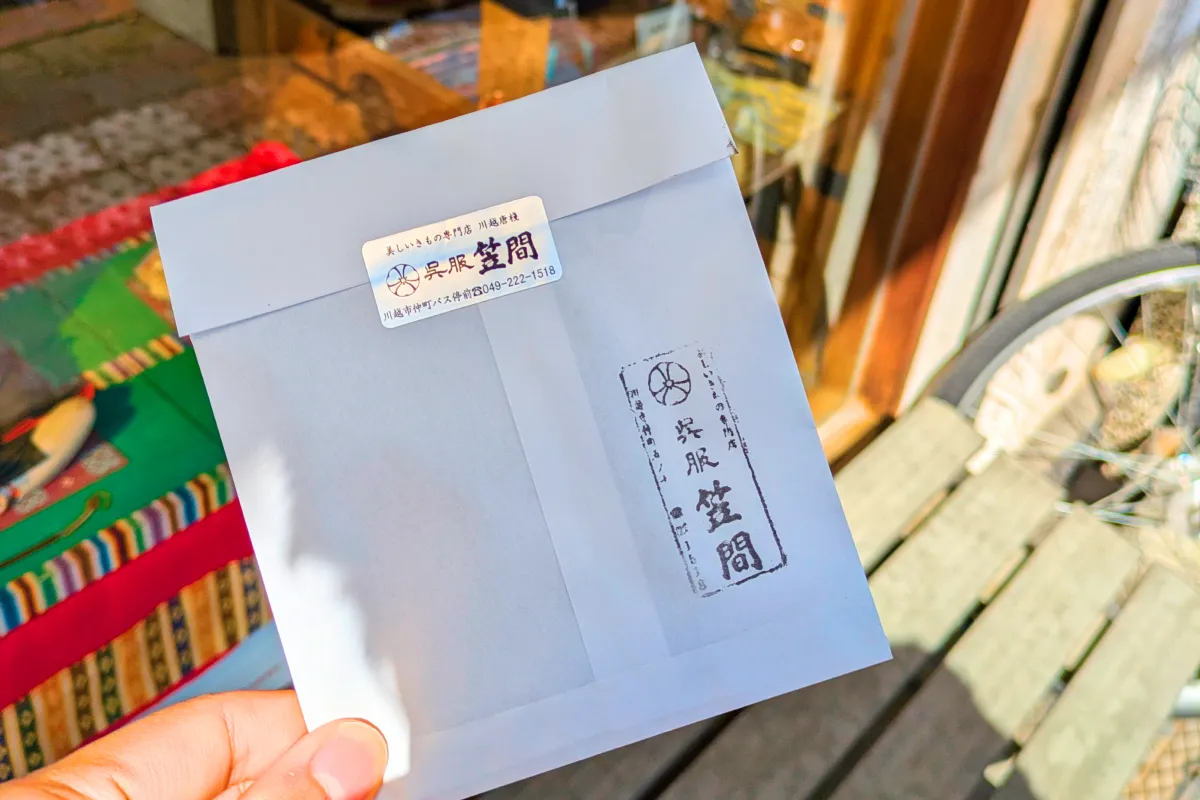 美しいきもの専門店 川越唐棧
呉服 笠間
川越市仲町バス停前☎049-222-1518
美しいきもの専門店
呉服 笠間